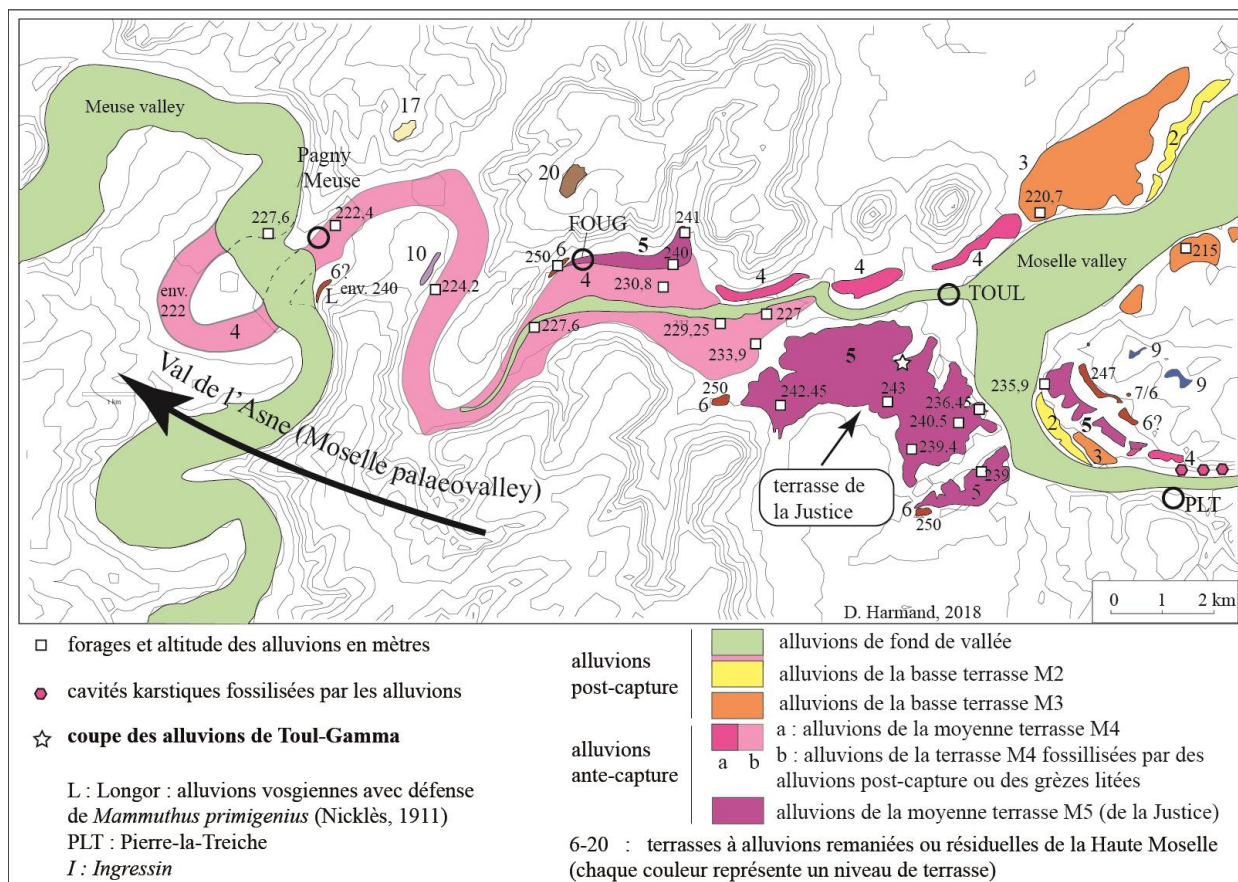 Meuse valley
17
Pagny
Meuse
227,6
222,4
20
FOUG
241
3
2
220,7
10
250
6
5
240
4
230,8
4
4
4
Moselle valley
215
6?
L
env. 240
env.
222
4
224,2
TOUL
227,6
229,25
227
233,9
5
9
9
247
7/6
235,9
6?
Val de l'Asne (Moselle palaeovalley)
1 km
250
6
242.45
243
236.45
240.5
239.4
2
5
3
4
239
5
6
250
PLT
terrasse de
la Justice
D. Harmand, 2018
0 1 2 km
forages et altitude des alluvions en mètres
cavités karstiques fossilisées par les alluvions
coupe des alluvions de Toul-Gamma
L : Longor : alluvions vosgiennes avec défense
de Mammuthus primigenius (Nicklès, 1911)
PLT : Pierre-la-Treiche
I : Ingressin
alluvions
post-capture
alluvions de fond de vallée
alluvions de la basse terrasse M2
alluvions de la basse terrasse M3
alluvions
ante-capture
a b
a : alluvions de la moyenne terrasse M4
b : alluvions de la terrasse M4 fossillisées par des
alluvions post-capture ou des grèzes litées
alluvions de la moyenne terrasse M5 (de la Justice)
6-20 : terrasses à alluvions remaniées ou résiduelles de la Haute Moselle
(chaque couleur représente un niveau de terrasse)